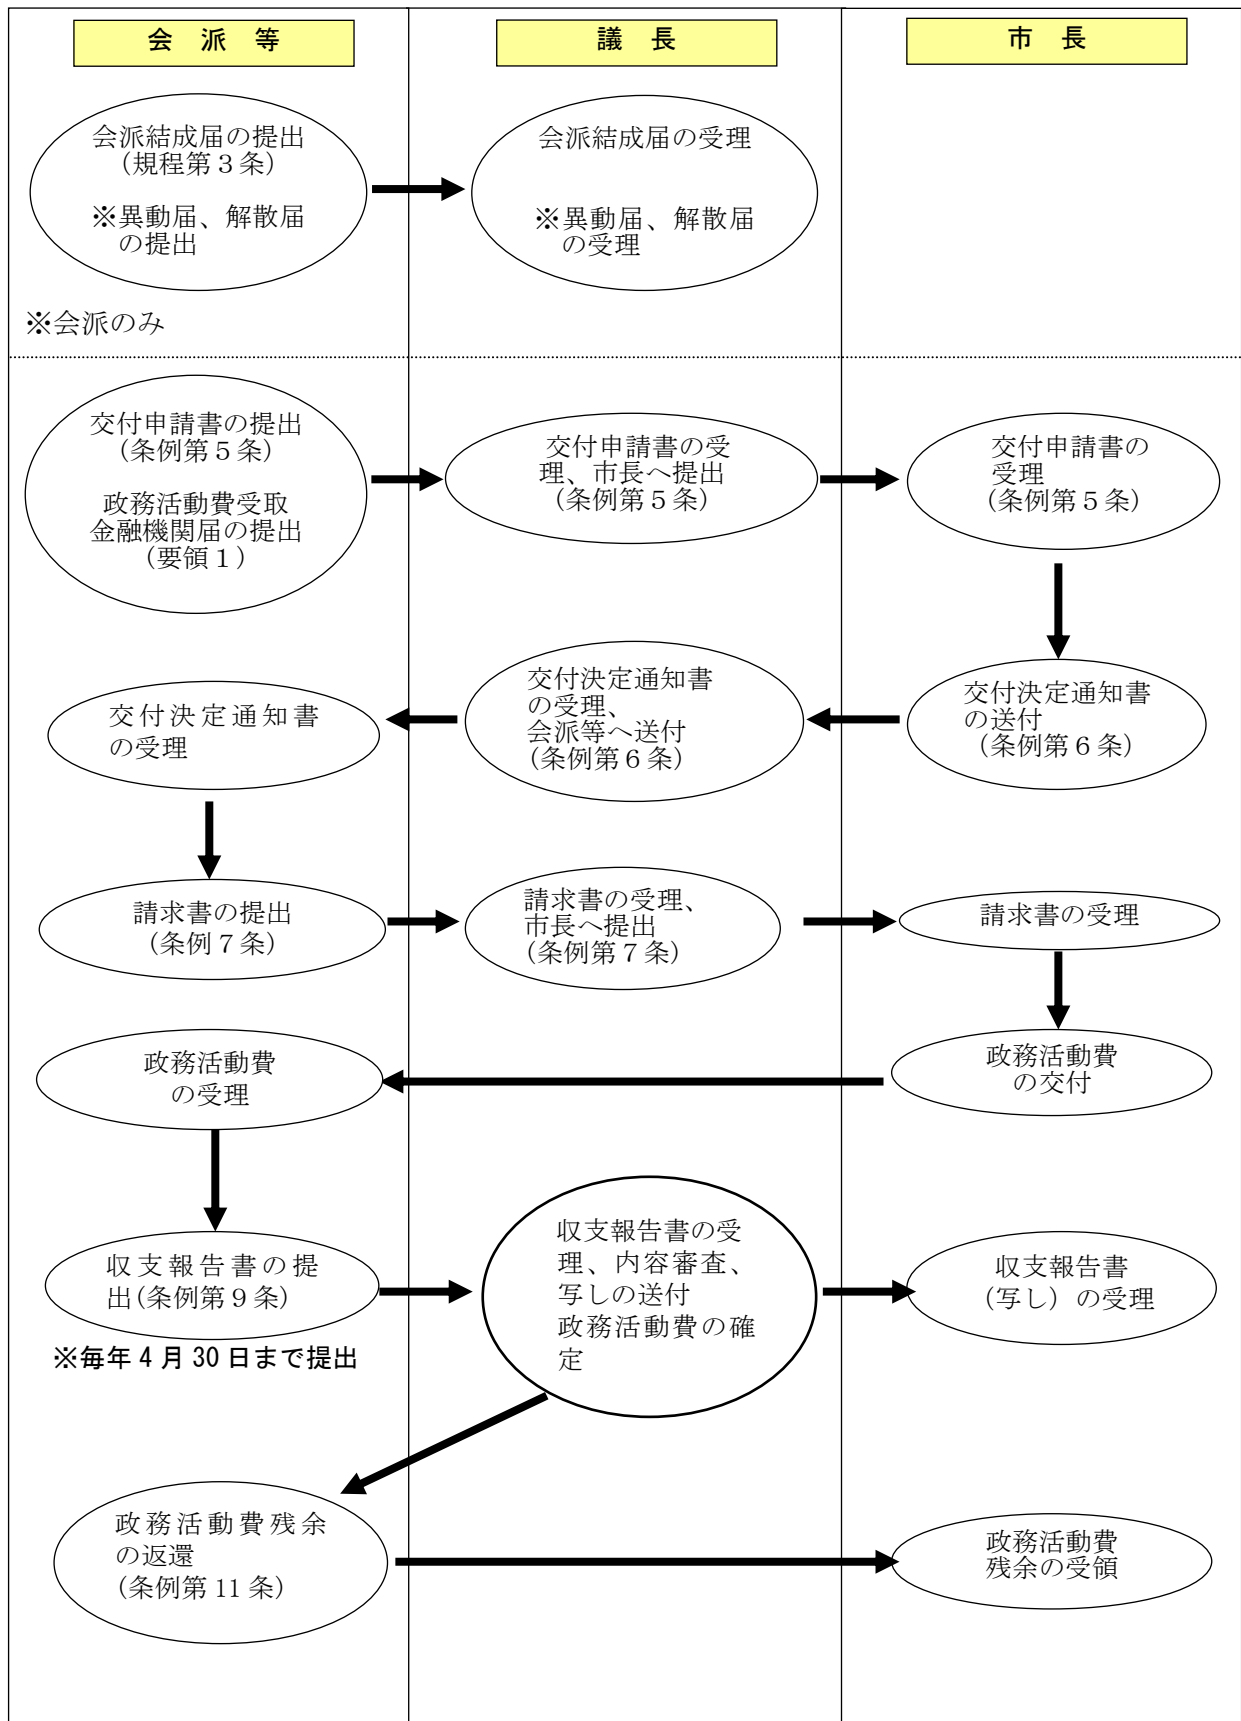 会　派　等
議　長
市　長
会派結成届の提出
（規程第３条）
※異動届、解散届
の提出
会派結成届の受理
※異動届、解散届
の受理
※会派のみ
交付申請書の提出
（条例第５条）
政務活動費受取
金融機関届の提出
（要領１）
交付申請書の受
理、市長へ提出
（条例第５条）
交付申請書の
受理
（条例第５条）
交付決定通知書
の受理
交付決定通知書
の受理、
会派等へ送付
（条例第６条）
交付決定通知書
の送付
（条例第６条）
請求書の提出
（条例７条）
請求書の受理、
市長へ提出
（条例第７条）
請求書の受理
政務活動費
の受理
政務活動費
の交付
収支報告書の提
出（条例第９条）
※毎年４月30日まで提出
収支報告書の受
理、内容審査、
写しの送付
政務活動費の確
定
収支報告書
（写し）の受理
政務活動費残余
の返還
（条例第11条）
政務活動費
残余の受領